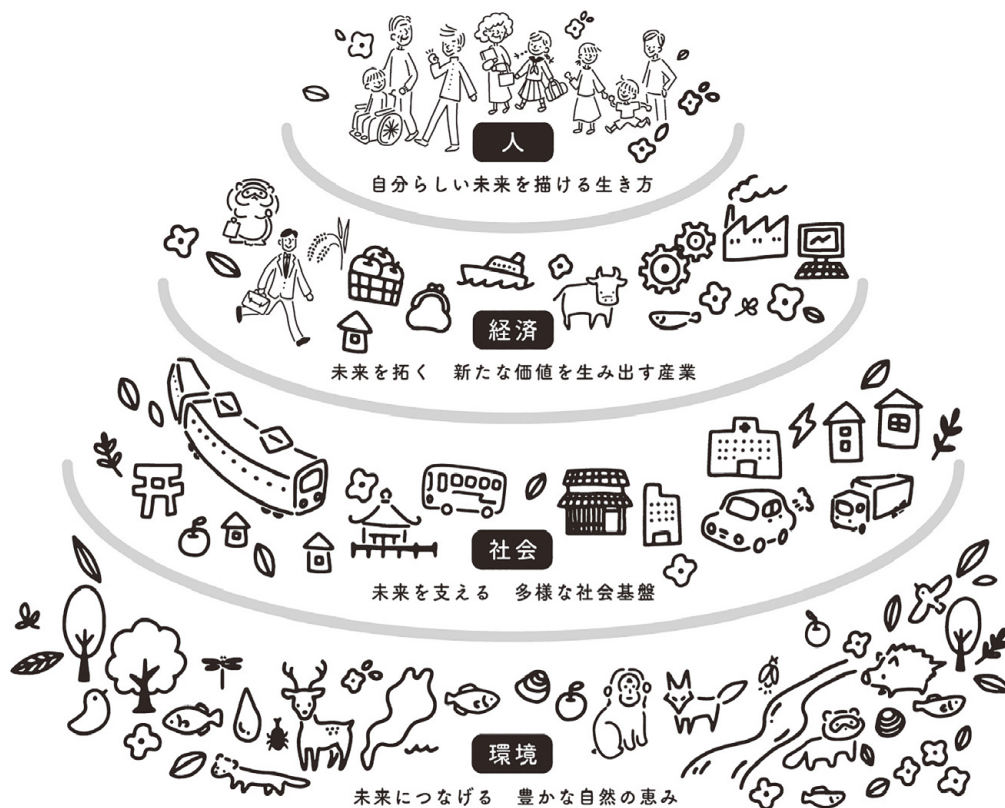 人
自分らしい未来を描ける生き方
経済
未来を拓く　新たな価値を生み出す産業
社会
未来を支える　多様な社会基盤
環境
未来につなげる　豊かな自然の恵み